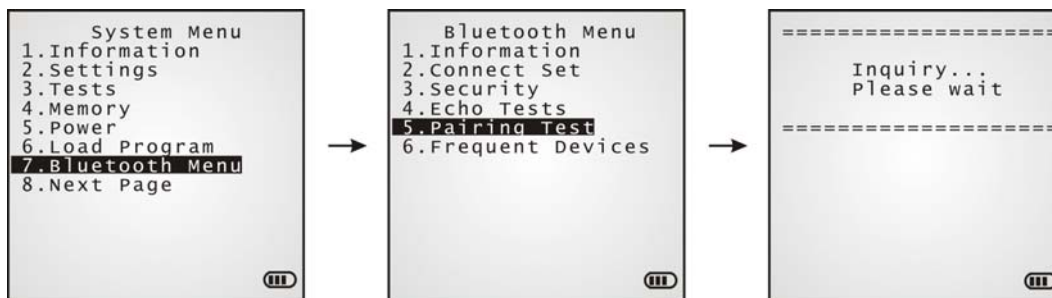 System Menu
1.Information
2.Settings
3.Tests
4.Memory
5.Power
6.Load Program
7.Bluetooth Menu
8.Next Page
Bluetooth Menu
1.Information
2.Connect Set
3.Security
4.Echo Tests
5.Pairing Test
6.Frequent Devices
====================
Inquiry...
Please wait
====================